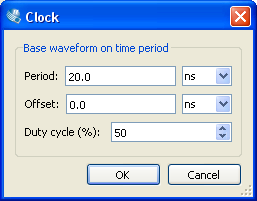 Clock
Base waveform on time period
Period: 20.0 ns
Offset: 0.0 ns
Duty cycle (%): 50
OK Cancel